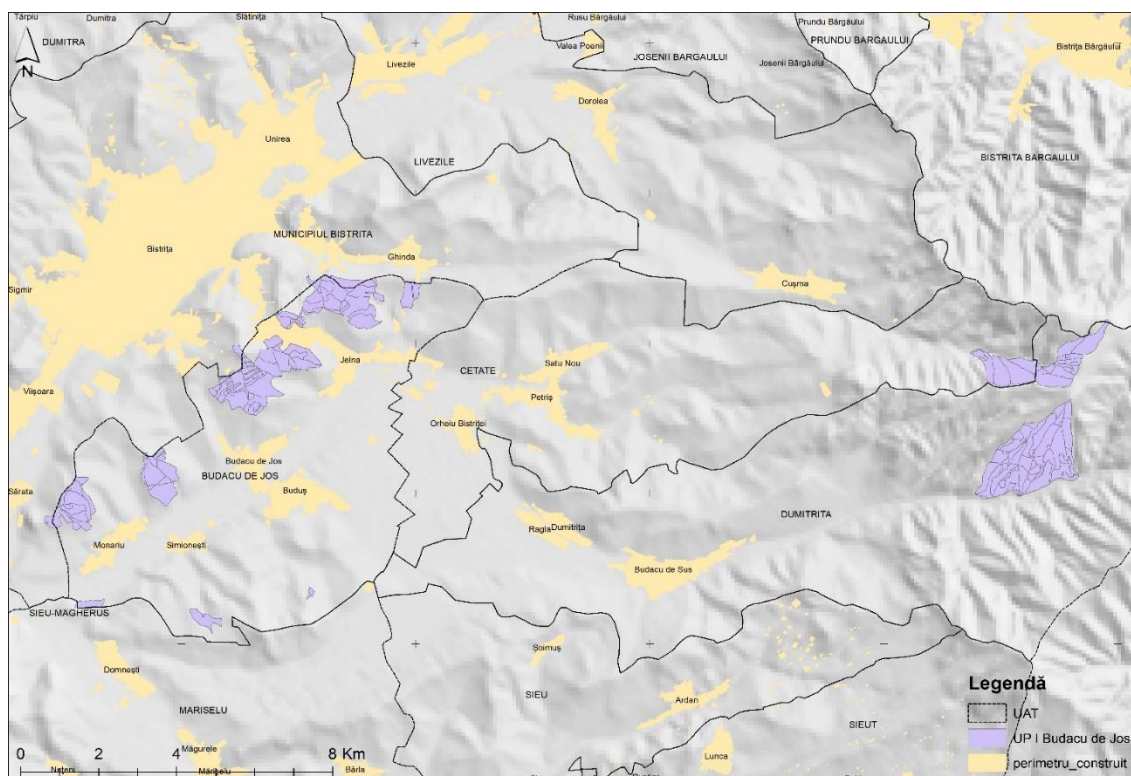 Tărpiu
Dumitra
Slătinița
Rusu Bârgăului
Prundu Bârgăului
DUMITRA
Valea Poenii
PRUNDU BARGAULUI
Bistrița Bârgăului
N
Livezile
JOSENII BARGAULUI
Josenii Bârgăului
Dorolea
Unirea
LIVEZILE
BISTRITA BARGAULUI
MUNICIPIUL BISTRITA
Bistrița
Ghinda
Sigmir
Cușma
Jelna
Satu Nou
CETATE
Viișoara
Petriș
Orheiu Bistriței
Budacu de Jos
BUDACU DE JOS
Sărata
Buduș
DUMITRITA
Ragla
Dumitrița
Monariu
Simionești
Budacu de Sus
SIEU-MAGHERUS
Șoimuș
Domnești
Legendă
SIEU
Ardan
MARISELU
SIEUT
UAT
Măgurele
Lunca
UP I Budacu de Jos
0 2 4 8 Km
Nețeni
Mărișelu
Bârla
perimetru_construit